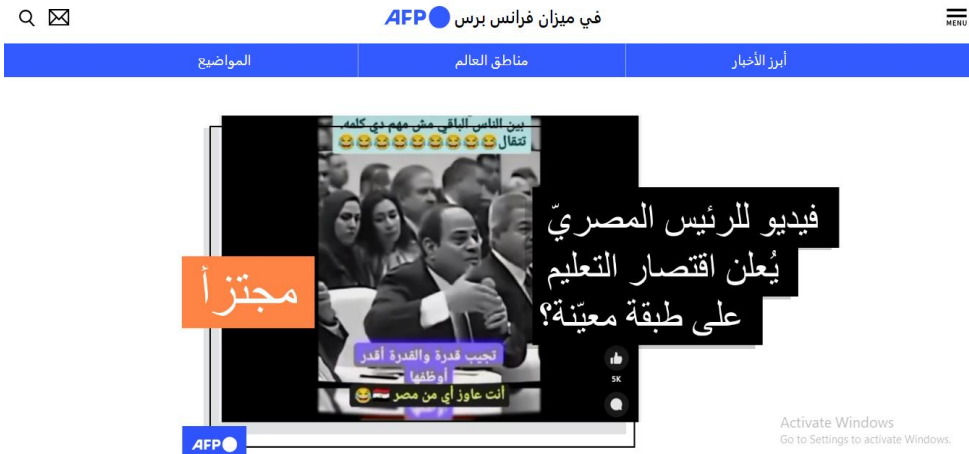 في ميزان فرانس برس AFP
MENU
أبرز الأخبار
مناطق العالم
المواضيع
بين الناس الباقي مش مهم دي كلمه
تتقال😂😂😂😂😂😂😂😂😂
فيديو للرئيس المصريّ
يُعلن اقتصار التعليم
على طبقة معيّنة؟
مجتزأ
تجيب قدرة والقدرة أقدر
أوظفها
أنت عاوز أي من مصر 🇪🇬😂
5K
AFP
Activate Windows
Go to Settings to activate Windows.